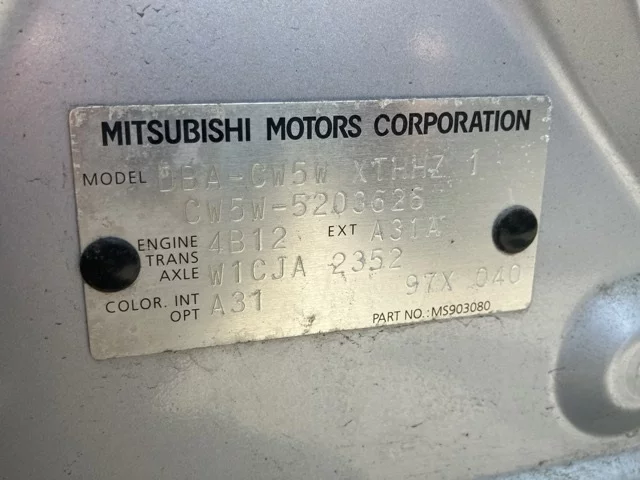 MITSUBISHI MOTORS CORPORATION
MODEL DBA-CW5W XTHHZ 1
CW5W-5203626
ENGINE 4B12 EXT A31A
TRANS
AXLE W1CJA 2352
97X 040
COLOR. INT A31
OPT
PART NO.: MS903080